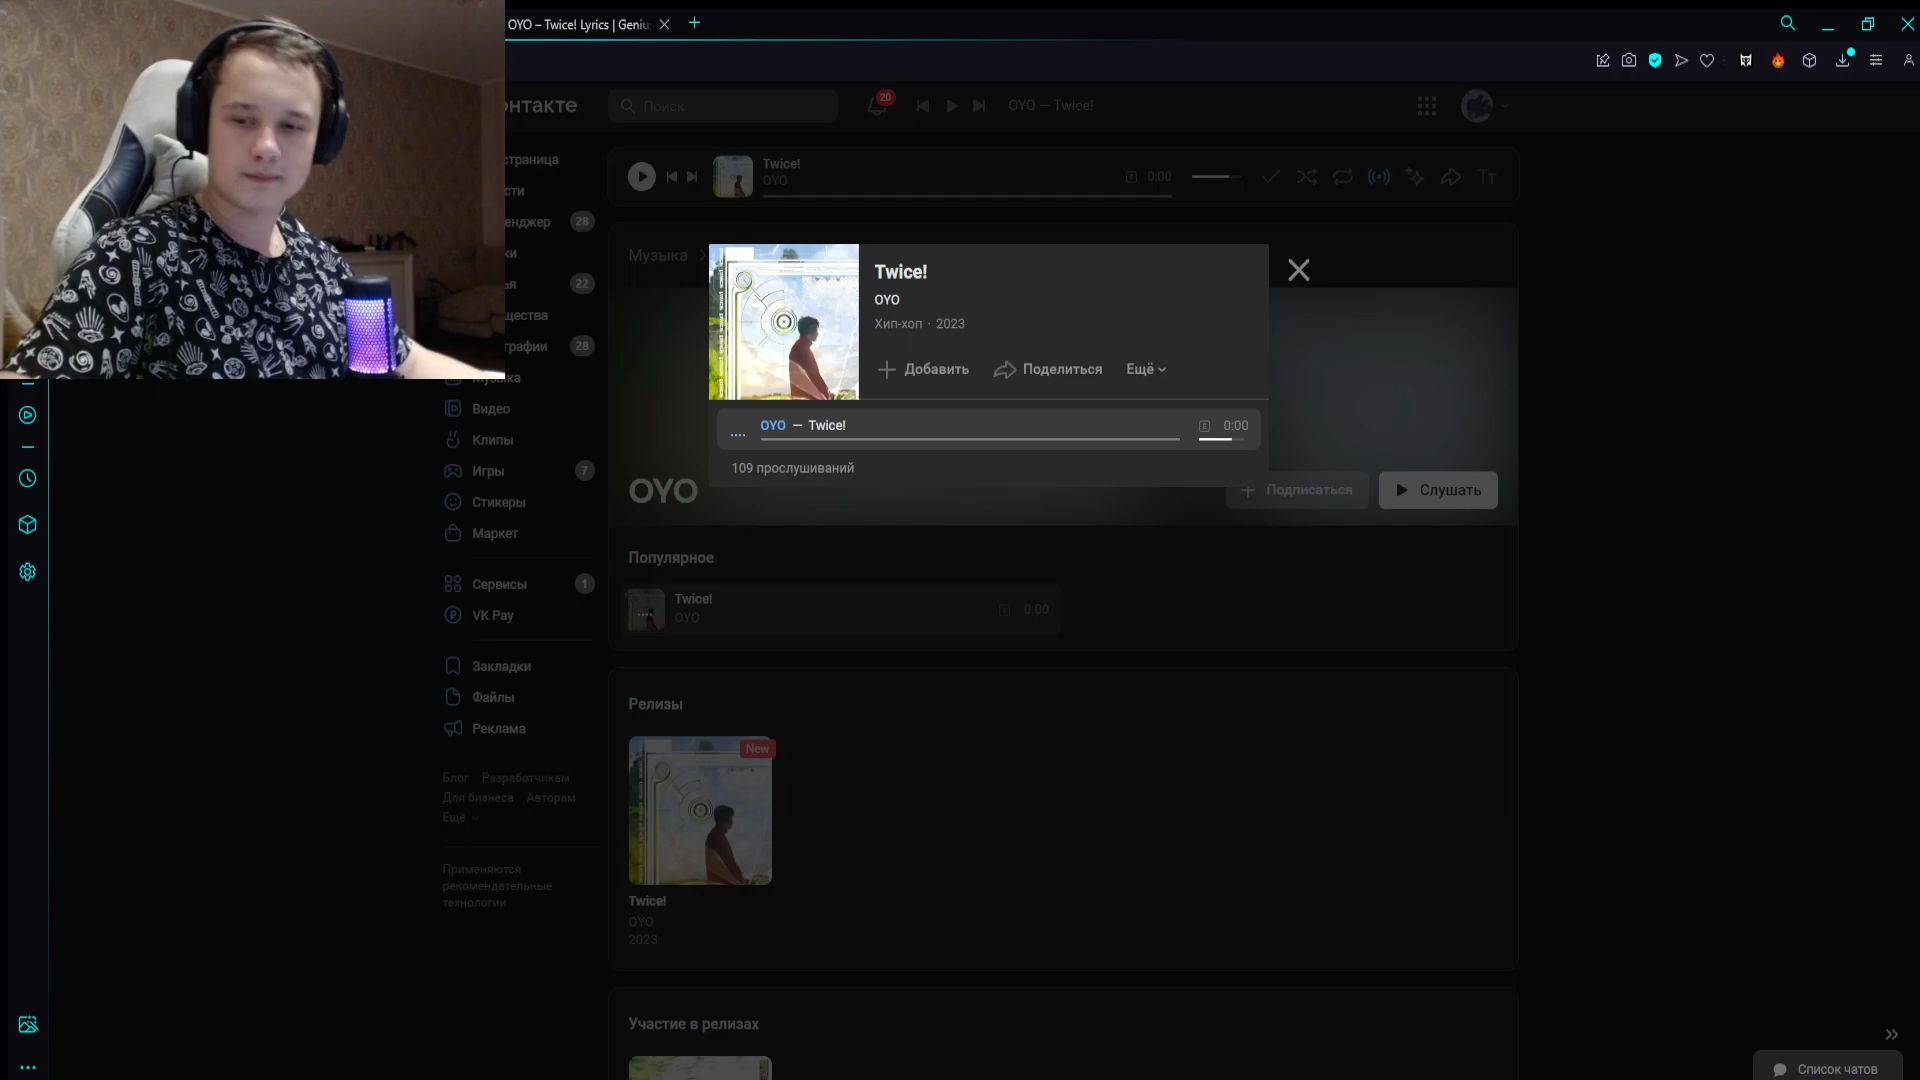 OYO – Twice! Lyrics | Geniu
нтакте
Поиск
20
OYO — Twice!
Twice!
OYO
E
0:00
страница
сти
енджер
28
ки
ья
22
щества
графии
28
Музыка
Видео
Клипы
Игры
7
Стикеры
Маркет
Сервисы
1
VK Pay
Закладки
Файлы
Реклама
Блог Разработчикам
Для бизнеса Авторам
Ещё
Применяются
рекомендательные
технологии
Музыка
Twice!
OYO
Хип-хоп · 2023
Добавить
Поделиться
Ещё
OYO — Twice!
E
0:00
109 прослушиваний
OYO
Подписаться
Слушать
Популярное
Twice!
OYO
E
0:00
Релизы
New
Twice!
OYO
2023
Участие в релизах
Список чатов